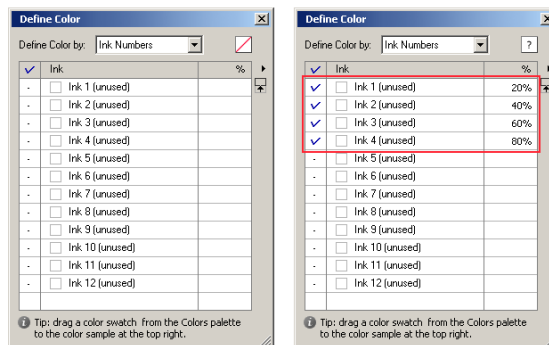 Define Color
Define Color by: Ink Numbers
Ink %
- Ink 1 (unused)
- Ink 2 (unused)
- Ink 3 (unused)
- Ink 4 (unused)
- Ink 5 (unused)
- Ink 6 (unused)
- Ink 7 (unused)
- Ink 8 (unused)
- Ink 9 (unused)
- Ink 10 (unused)
- Ink 11 (unused)
- Ink 12 (unused)
Tip: drag a color swatch from the Colors palette
to the color sample at the top right.
Define Color
Define Color by: Ink Numbers ?
Ink %
Ink 1 (unused) 20%
Ink 2 (unused) 40%
Ink 3 (unused) 60%
Ink 4 (unused) 80%
- Ink 5 (unused)
- Ink 6 (unused)
- Ink 7 (unused)
- Ink 8 (unused)
- Ink 9 (unused)
- Ink 10 (unused)
- Ink 11 (unused)
- Ink 12 (unused)
Tip: drag a color swatch from the Colors palette
to the color sample at the top right.